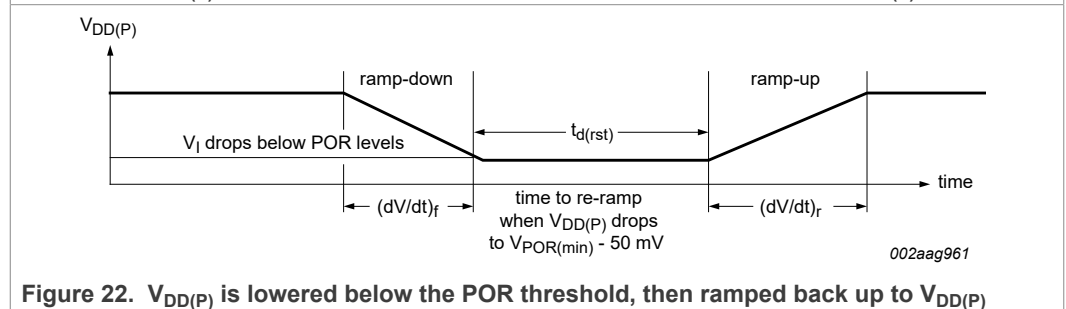 V_DD(P)
ramp-down
ramp-up
t_d(rst)
V_I drops below POR levels
time
(dV/dt)_f
time to re-ramp
when V_DD(P) drops
to V_POR(min) - 50 mV
(dV/dt)_r
002aag961
Figure 22. V_DD(P) is lowered below the POR threshold, then ramped back up to V_DD(P)